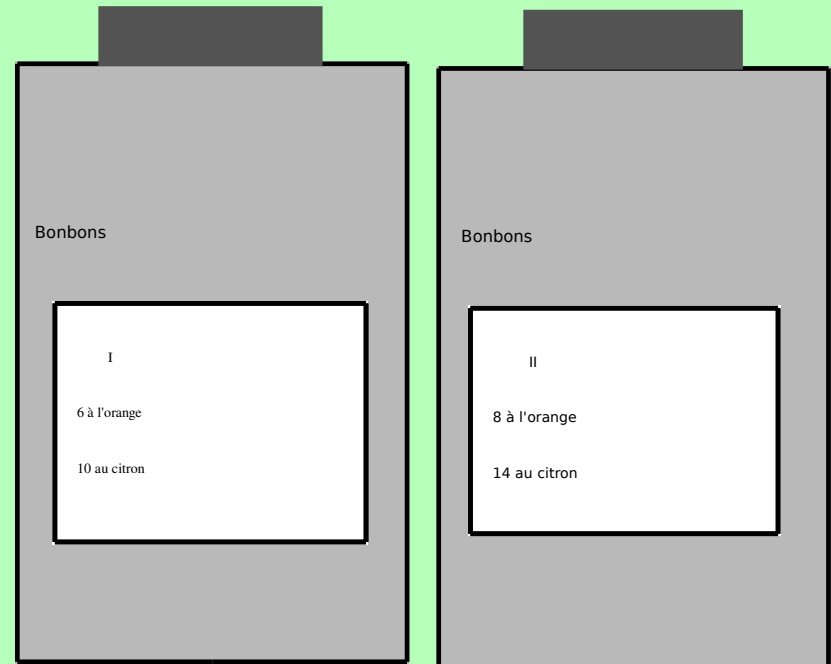 Bonbons
I
6 à l'orange
10 au citron
Bonbons
II
8 à l'orange
14 au citron